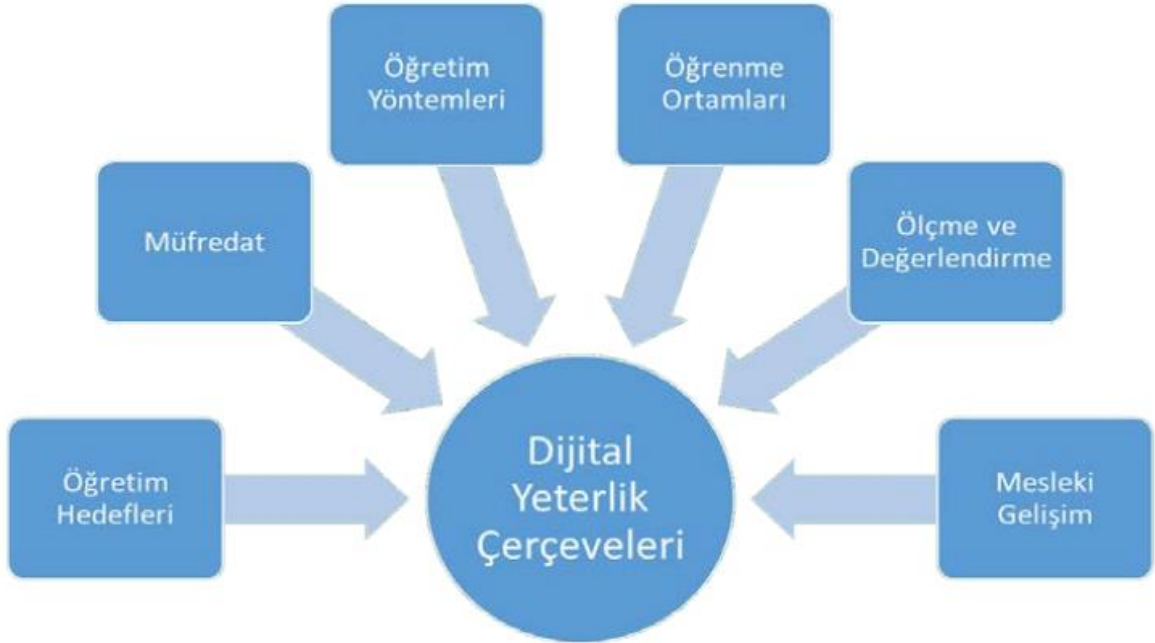 Öğretim
Yöntemleri
Öğrenme
Ortamları
Müfredat
Ölçme ve
Değerlendirme
Öğretim
Hedefleri
Dijital
Yeterlik
Çerçeveleri
Mesleki
Gelişim